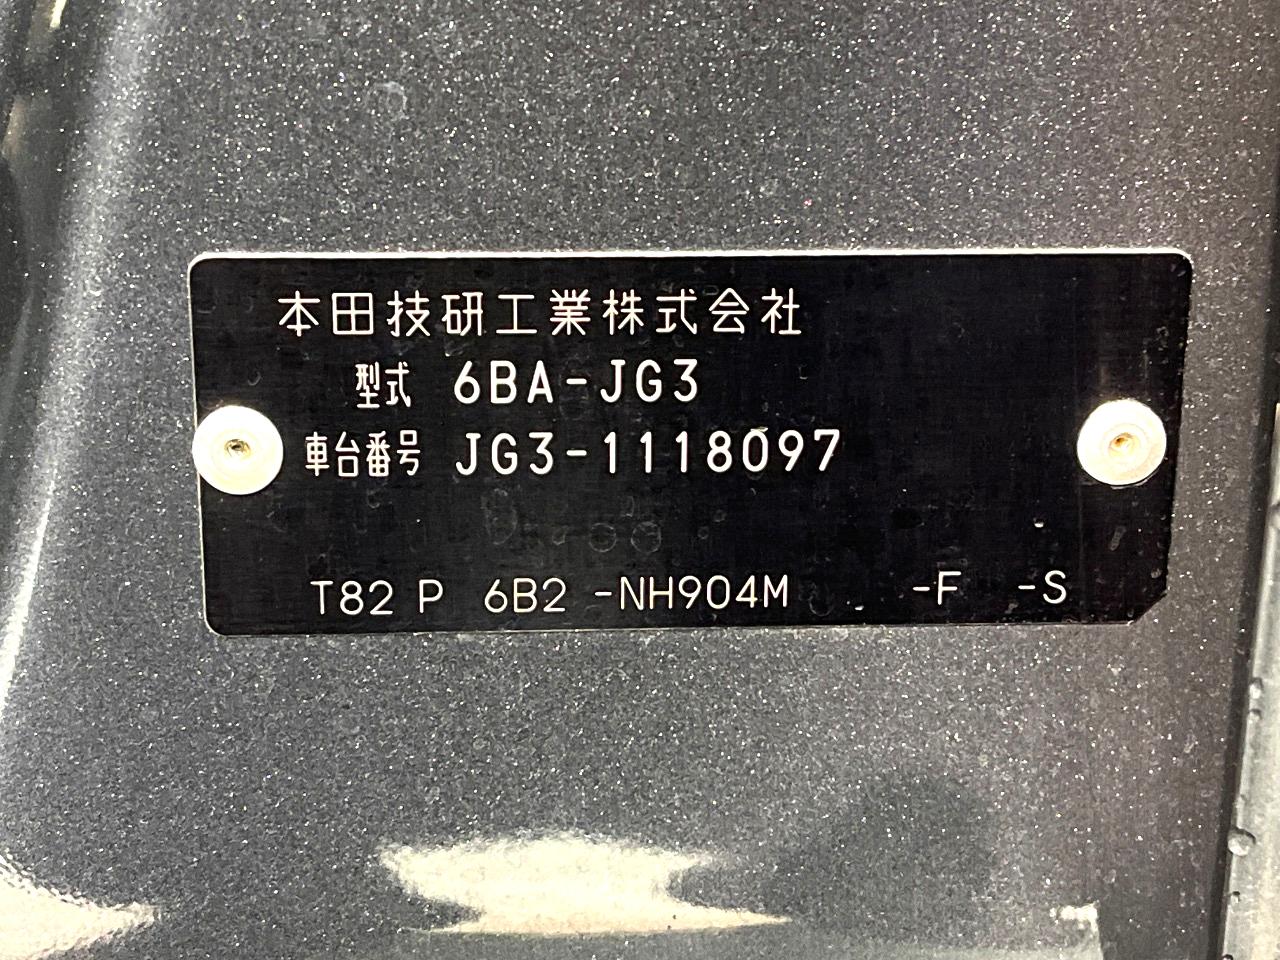 本田技研工業株式会社
型式 6BA-JG3
車台番号 JG3-1118097
T82 P 6B2 -NH904M -F -S